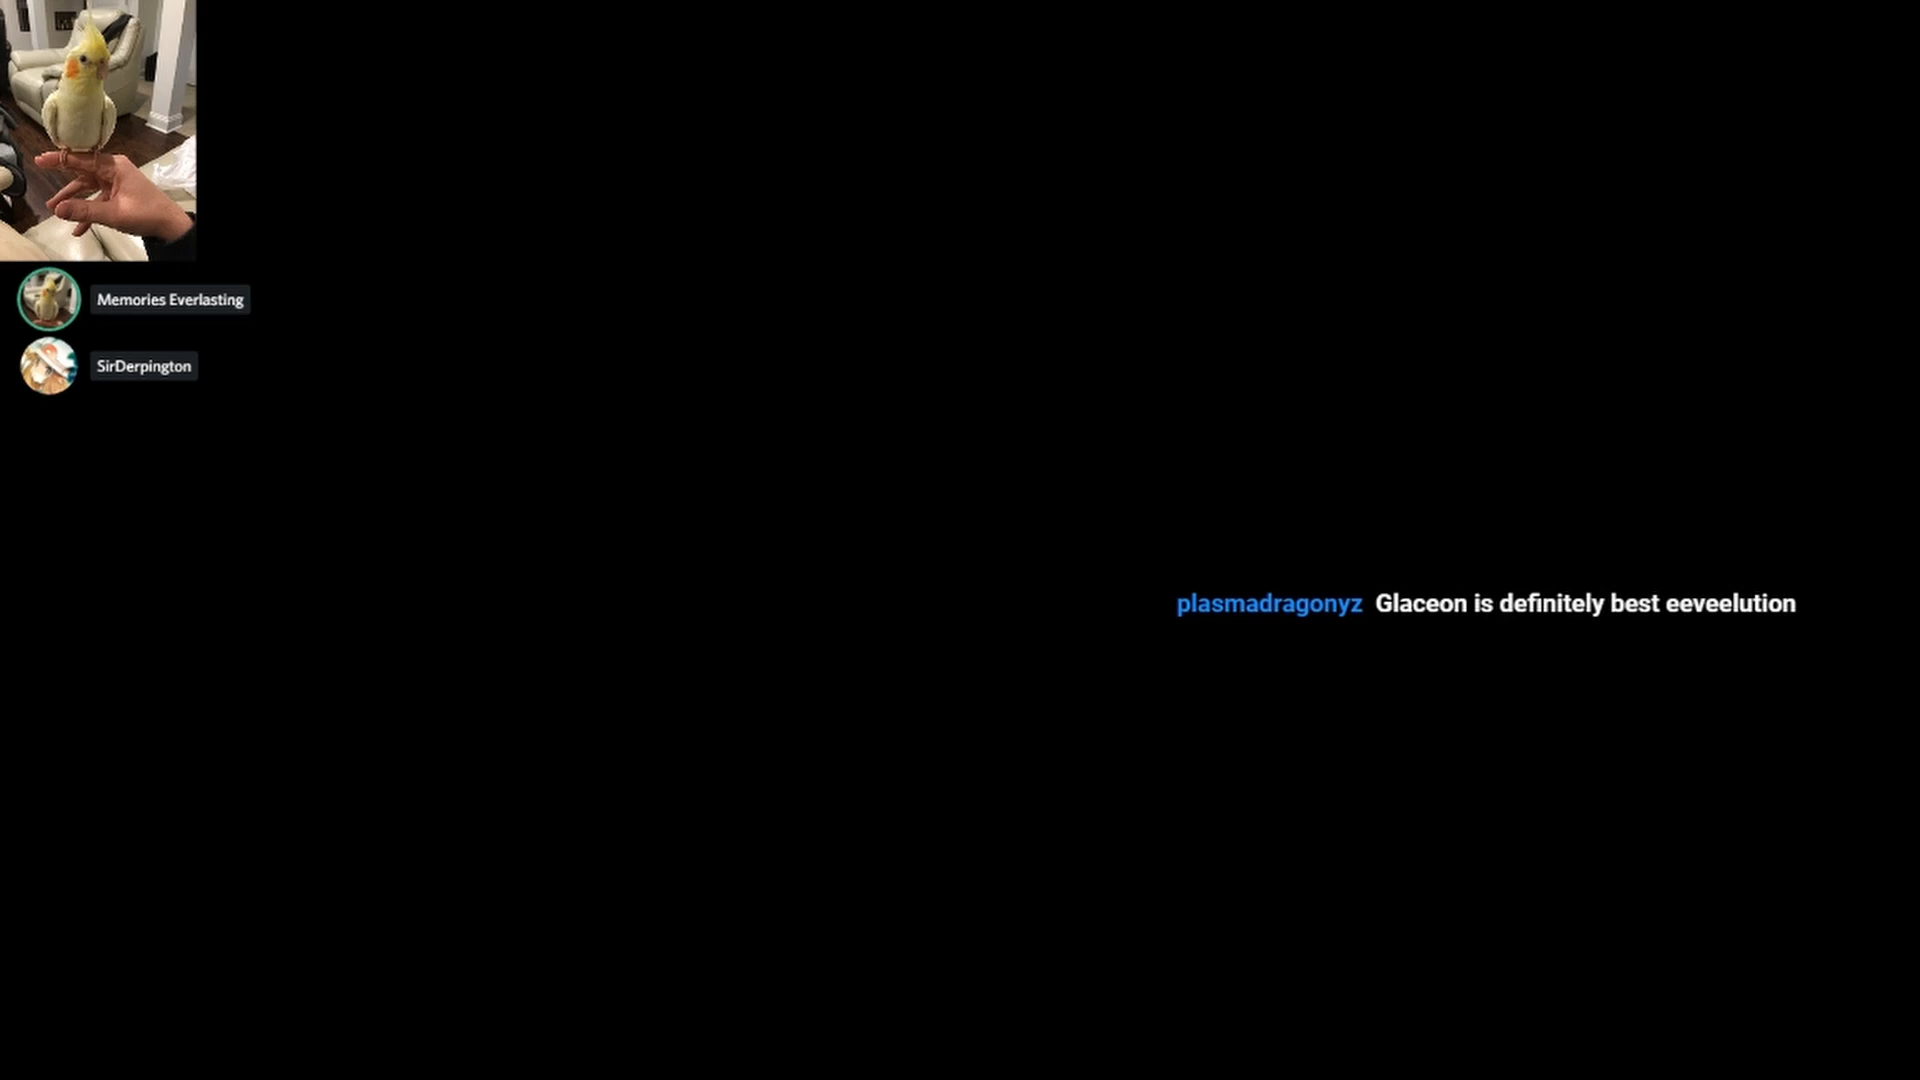 Memories Everlasting
SirDerpington
plasmadragonyz Glaceon is definitely best eeveelution